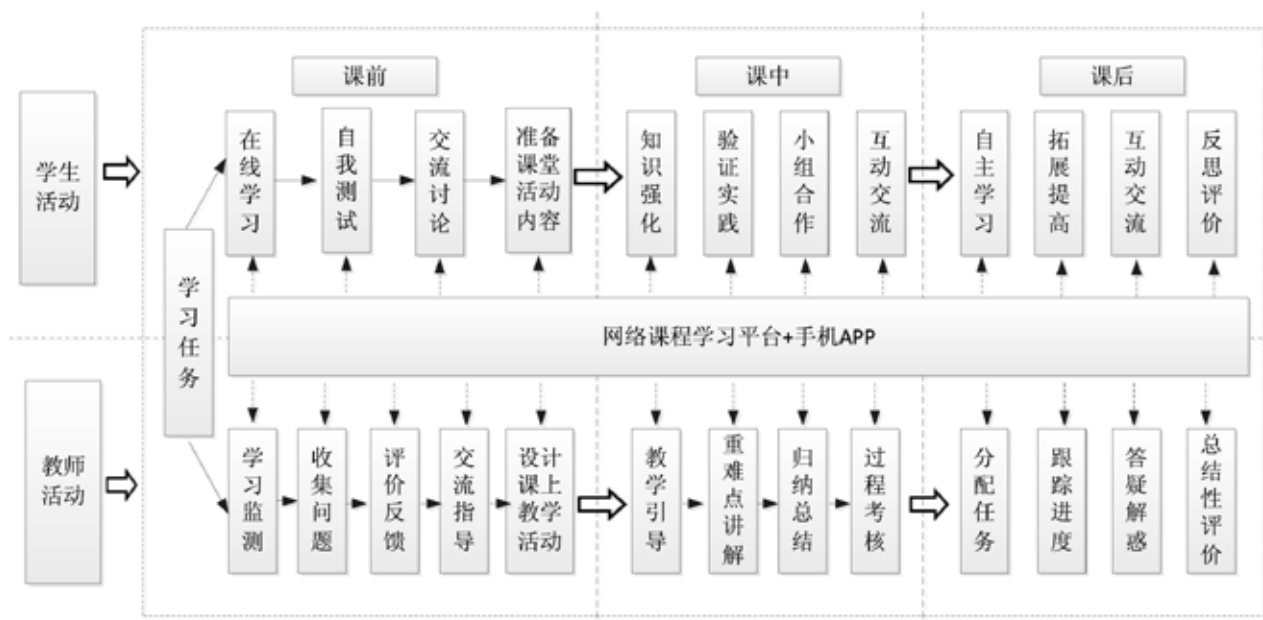 课前
课中
课后
学生
活动
在线学习
自我测试
交流讨论
准备
课堂
活动
内容
知识强化
验证实践
小组合作
互动交流
自主学习
拓展提高
互动交流
反思评价
学习任务
网络课程学习平台+手机APP
教师
活动
学习监测
收集问题
评价反馈
交流指导
设计
课上
教学
活动
教学引导
重难点讲解
归纳总结
过程考核
分配任务
跟踪进度
答疑解惑
总结性评价